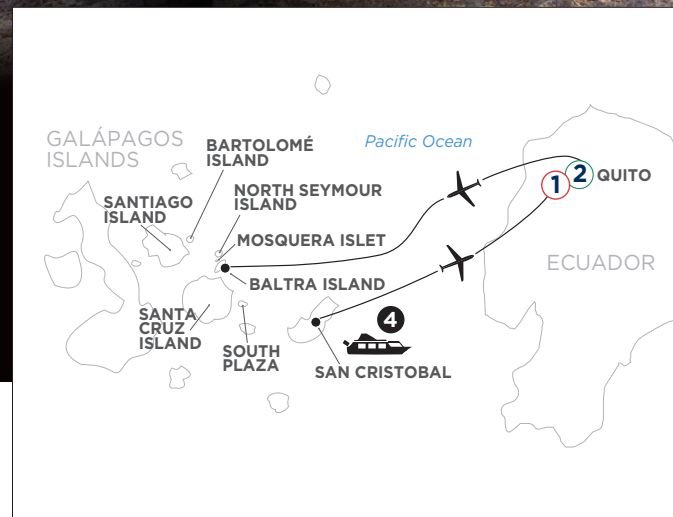 GALÁPAGOS
ISLANDS
BARTOLOMÉ
ISLAND
Pacific Ocean
NORTH SEYMOUR
ISLAND
SANTIAGO
ISLAND
MOSQUERA ISLET
BALTRA ISLAND
SANTA
CRUZ
ISLAND
SOUTH
PLAZA
4
SAN CRISTOBAL
1
2
QUITO
ECUADOR